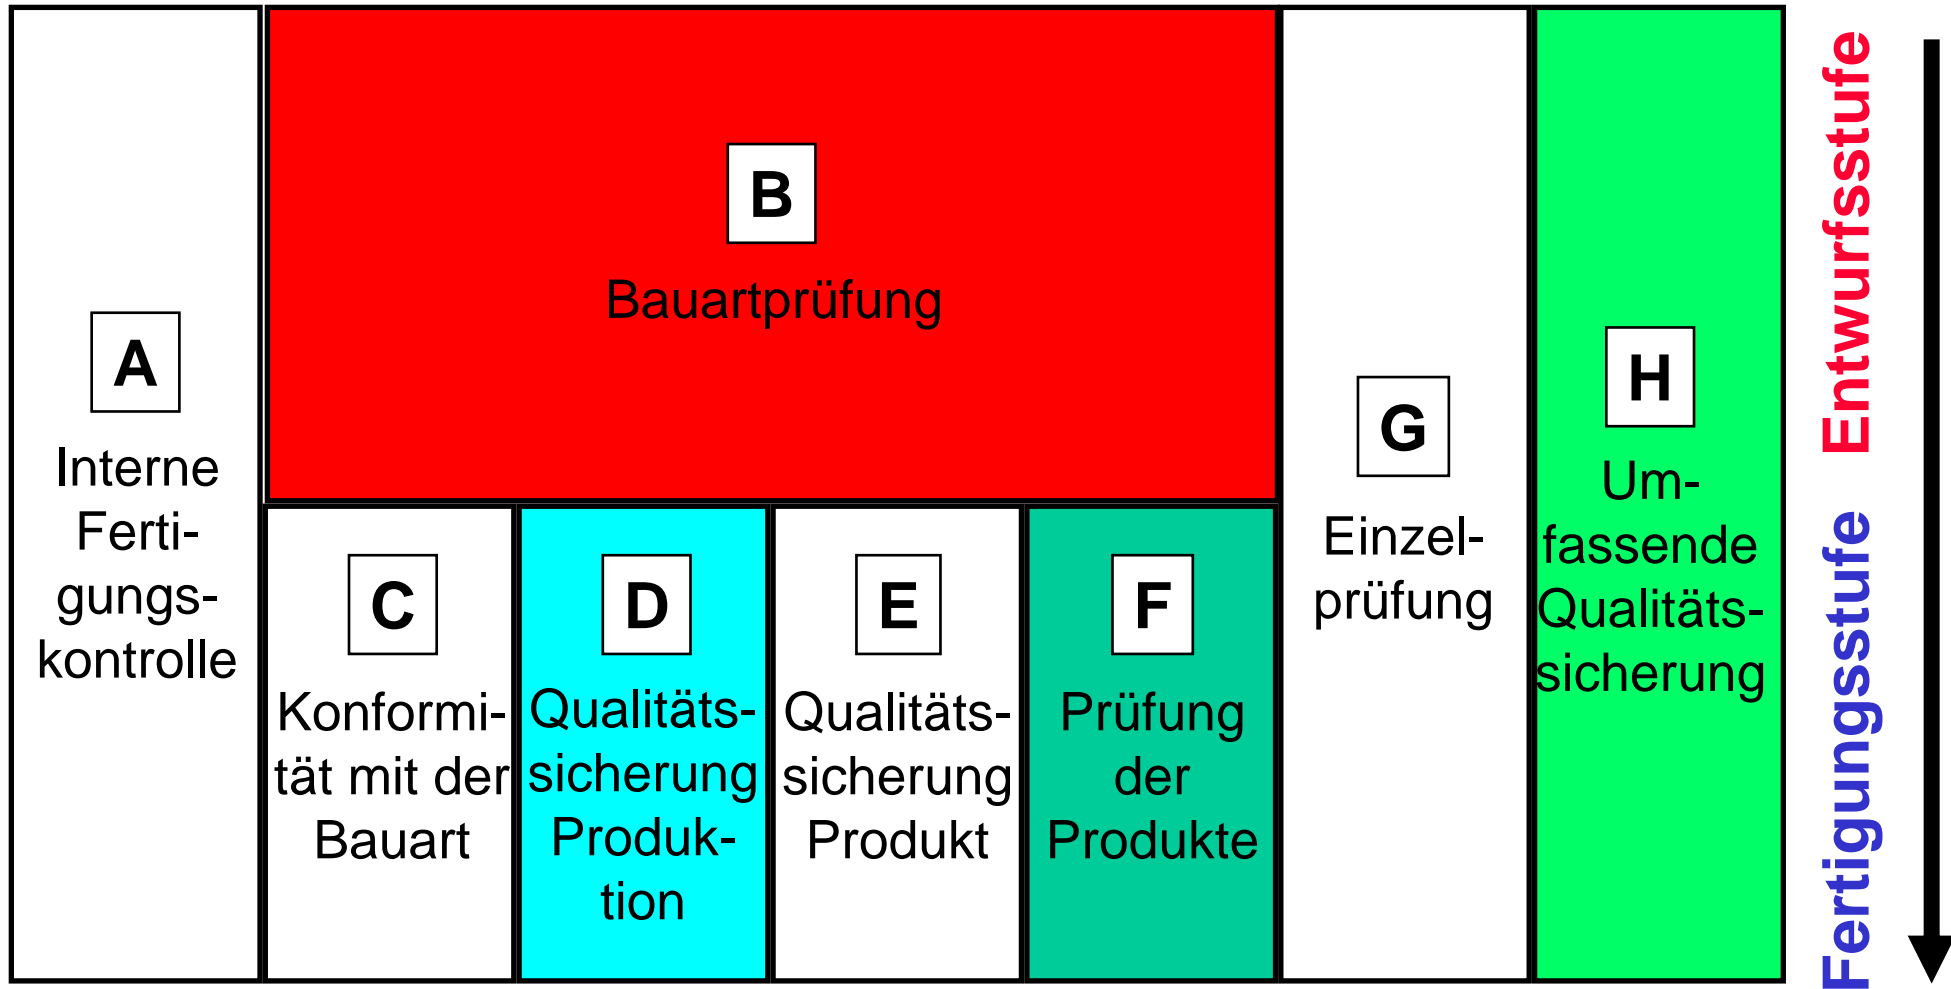 A
Interne
Ferti-
gungs-
kontrolle
B
Bauartprüfung
C
Konformi-
tät mit der
Bauart
D
Qualitäts-
sicherung
Produk-
tion
E
Qualitäts-
sicherung
Produkt
F
Prüfung
der
Produkte
G
Einzel-
prüfung
H
Um-
fassende
Qualitäts-
sicherung
Entwurfsstufe
Fertigungsstufe